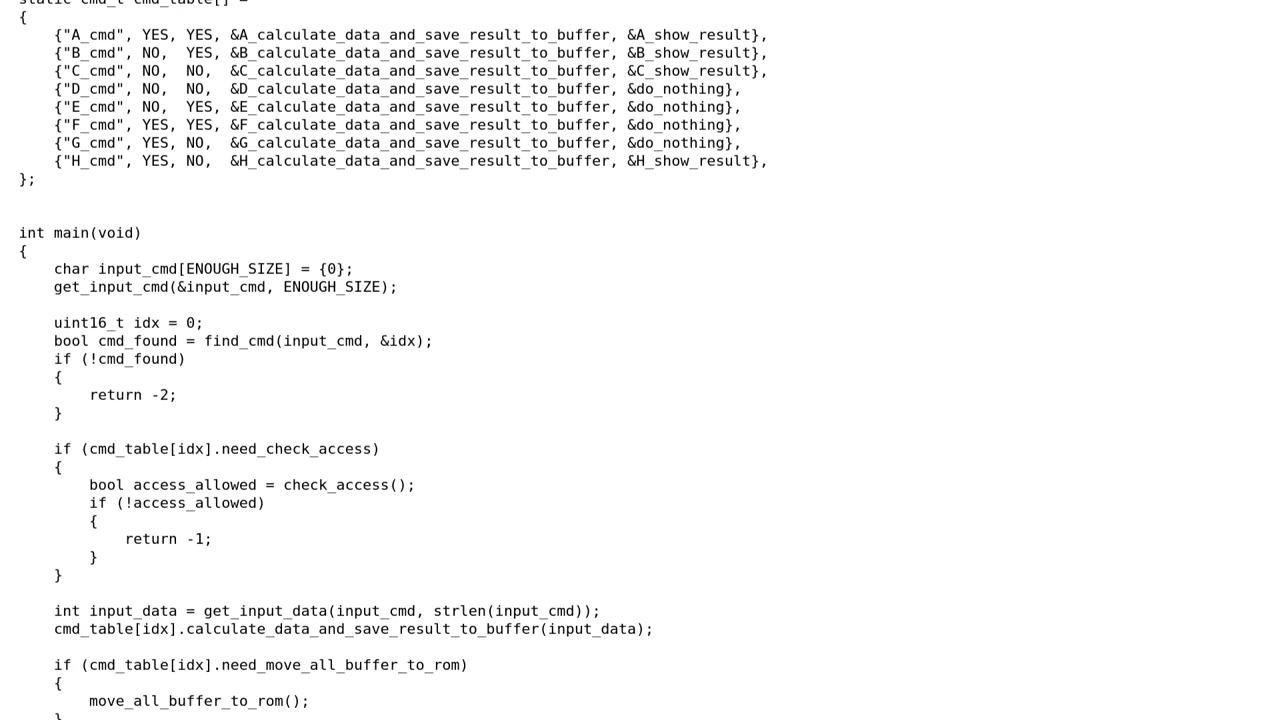 static cmd_t cmd_table[] =
{
    {"A_cmd", YES, YES, &A_calculate_data_and_save_result_to_buffer, &A_show_result},
    {"B_cmd", NO,  YES, &B_calculate_data_and_save_result_to_buffer, &B_show_result},
    {"C_cmd", NO,  NO,  &C_calculate_data_and_save_result_to_buffer, &C_show_result},
    {"D_cmd", NO,  NO,  &D_calculate_data_and_save_result_to_buffer, &do_nothing},
    {"E_cmd", NO,  YES, &E_calculate_data_and_save_result_to_buffer, &do_nothing},
    {"F_cmd", YES, YES, &F_calculate_data_and_save_result_to_buffer, &do_nothing},
    {"G_cmd", YES, NO,  &G_calculate_data_and_save_result_to_buffer, &do_nothing},
    {"H_cmd", YES, NO,  &H_calculate_data_and_save_result_to_buffer, &H_show_result},
};


int main(void)
{
    char input_cmd[ENOUGH_SIZE] = {0};
    get_input_cmd(&input_cmd, ENOUGH_SIZE);

    uint16_t idx = 0;
    bool cmd_found = find_cmd(input_cmd, &idx);
    if (!cmd_found)
    {
        return -2;
    }

    if (cmd_table[idx].need_check_access)
    {
        bool access_allowed = check_access();
        if (!access_allowed)
        {
            return -1;
        }
    }

    int input_data = get_input_data(input_cmd, strlen(input_cmd));
    cmd_table[idx].calculate_data_and_save_result_to_buffer(input_data);

    if (cmd_table[idx].need_move_all_buffer_to_rom)
    {
        move_all_buffer_to_rom();
    }